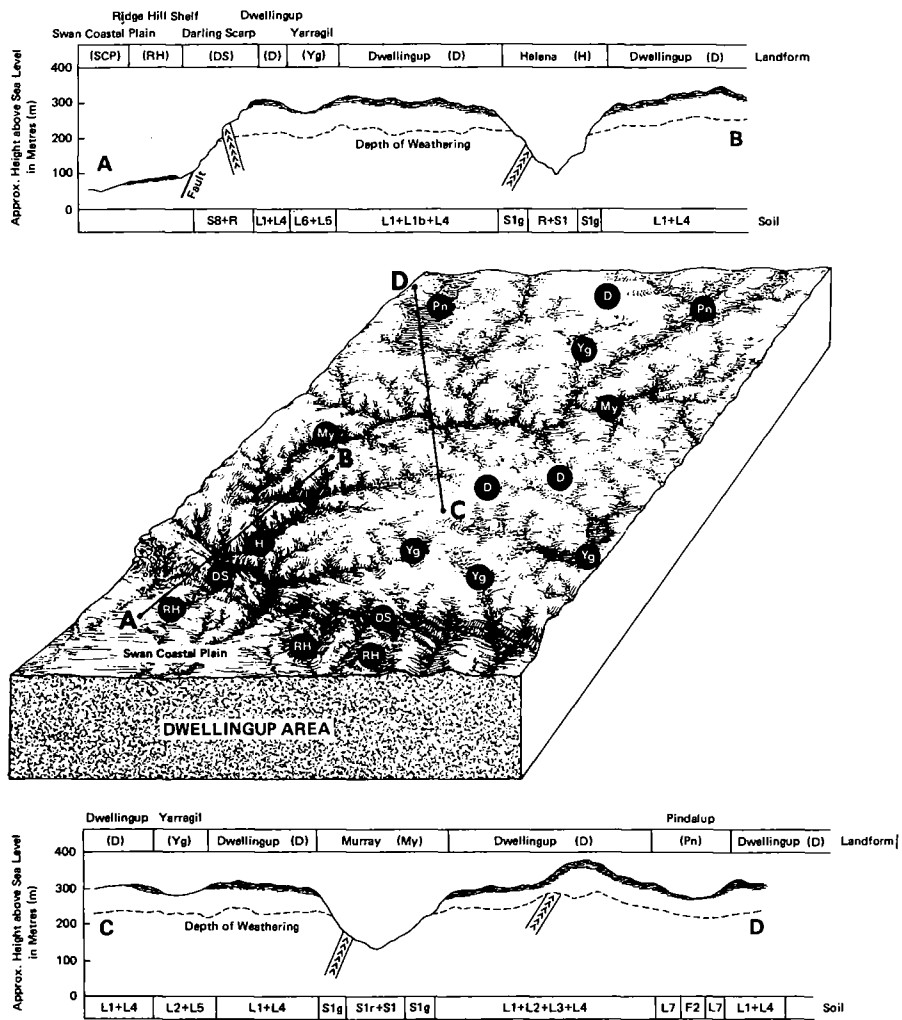 Ridge Hill Shelf Dwellingup
Swan Coastal Plain Darling Scarp Yarragil
(SCP) (RH) (DS) (D) (Yg) Dwellingup (D) Helena (H) Dwellingup (D) Landform
Approx. Height above Sea Level
in Metres (m)
400
300
200
100
0
A
Fault
Depth of Weathering
B
S8+R L1+L4 L6+L5 L1+L1b+L4 S1g R+S1 S1g L1+L4 Soil
D
Pn
D
Pn
Yg
My
My
B
D
D
C
H
Yg
Yg
DS
Yg
A
RH
DS
Swan Coastal Plain
RH
RH
DWELLINGUP AREA
Dwellingup Yarragil Pindalup
(D) (Yg) Dwellingup (D) Murray (My) Dwellingup (D) (Pn) Dwellingup (D) Landform
Approx. Height above Sea Level
in Metres (m)
400
300
200
100
0
C
Depth of Weathering
D
L1+L4 L2+L5 L1+L4 S1g S1r+S1 S1g L1+L2+L3+L4 L7 F2 L7 L1+L4 Soil